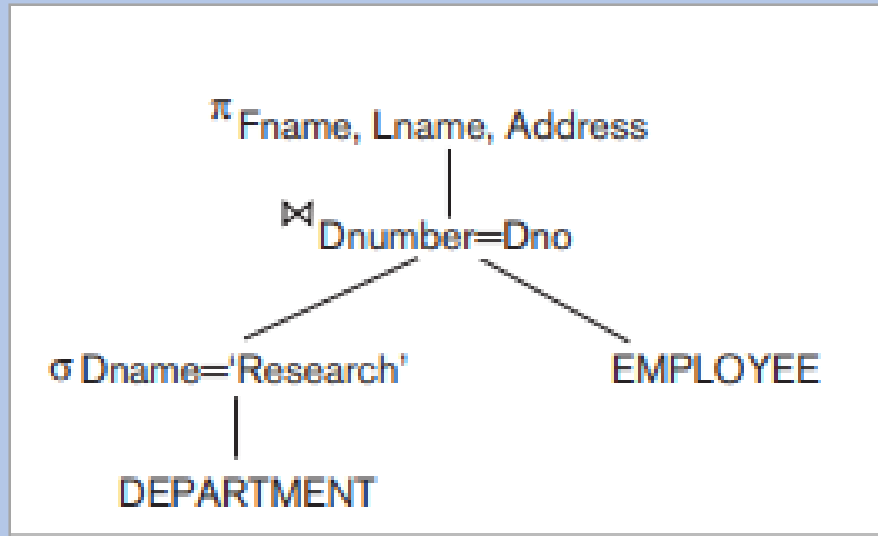 π Fname, Lname, Address
⋈ Dnumber=Dno
σ Dname=‘Research’ EMPLOYEE
DEPARTMENT